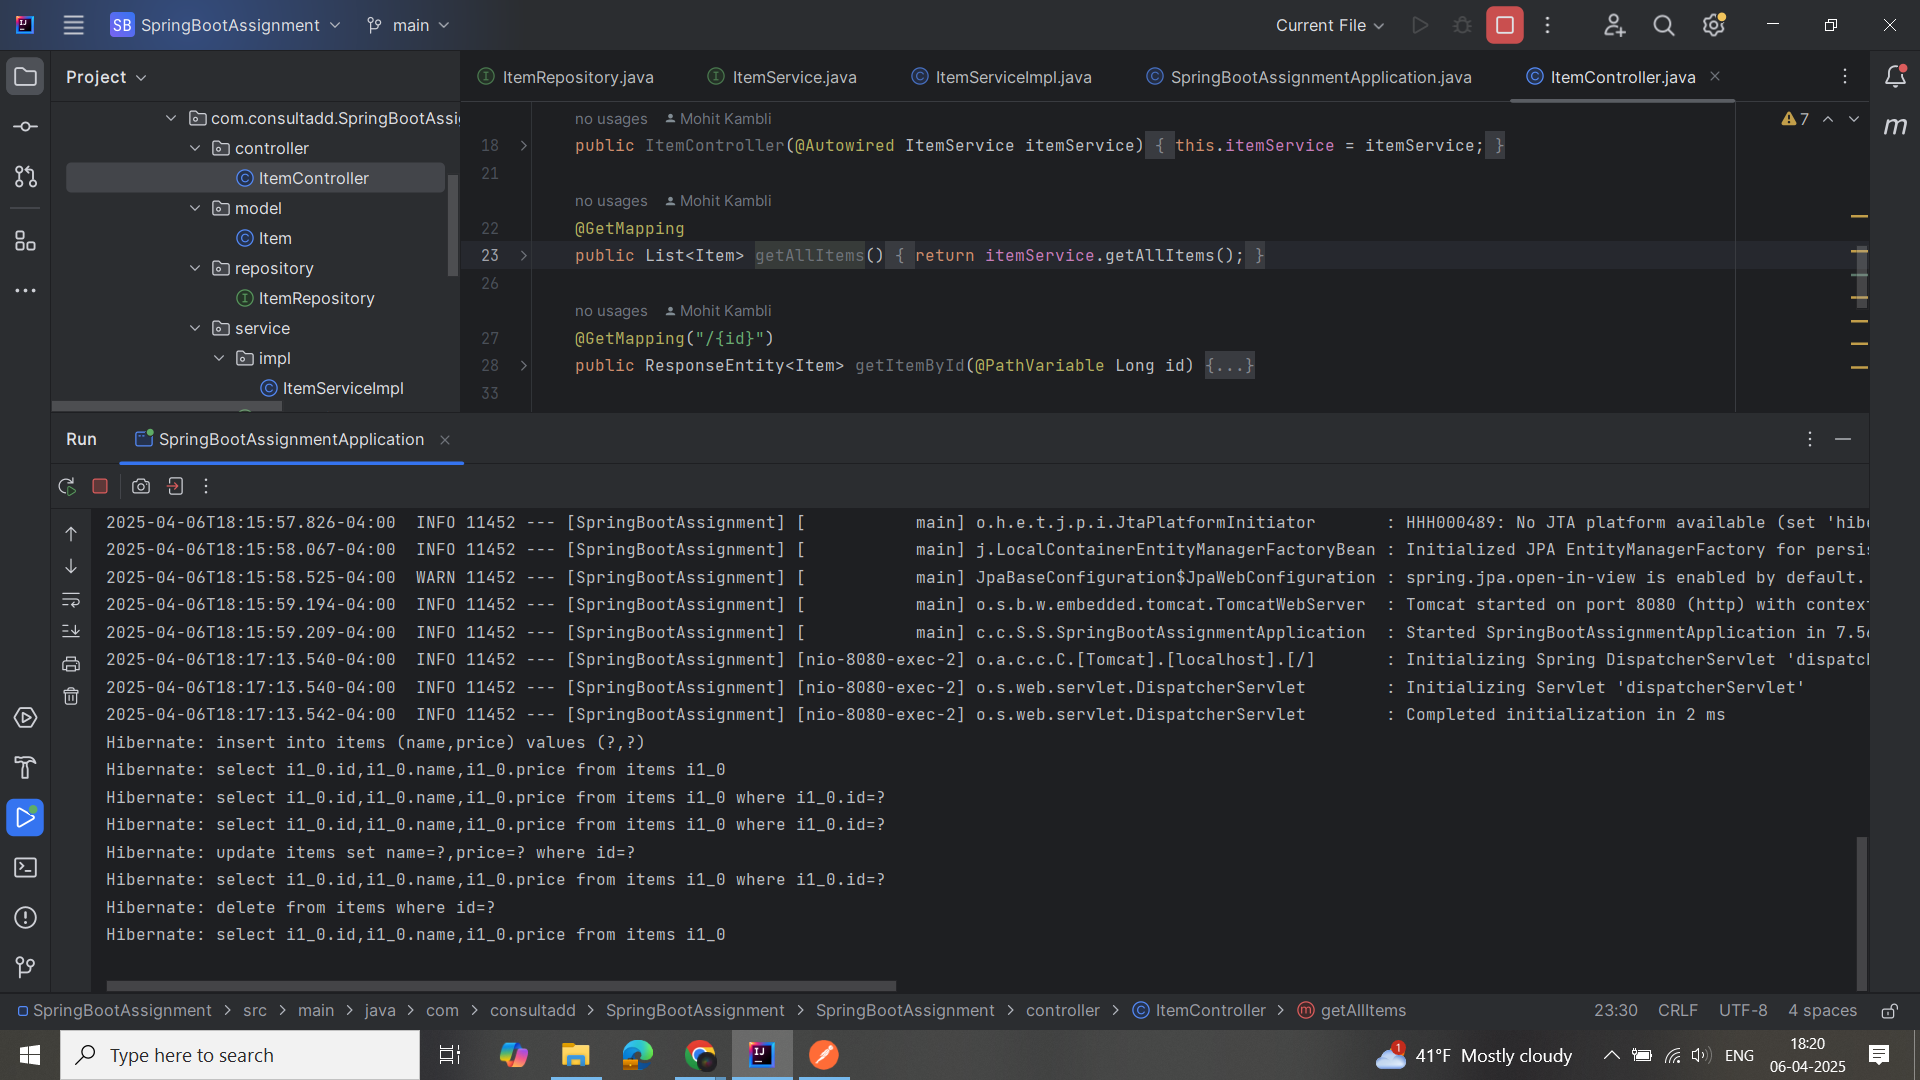 SB SpringBootAssignment main Current File
Project
ItemRepository.java ItemService.java ItemServiceImpl.java SpringBootAssignmentApplication.java ItemController.java
com.consultadd.SpringBootAssi
controller
ItemController
model
Item
repository
ItemRepository
service
impl
ItemServiceImpl
no usages Mohit Kambli
7
18 public ItemController(@Autowired ItemService itemService) { this.itemService = itemService; }
21
no usages Mohit Kambli
22 @GetMapping
23 public List<Item> getAllItems() { return itemService.getAllItems(); }
26
no usages Mohit Kambli
27 @GetMapping("/{id}")
28 public ResponseEntity<Item> getItemById(@PathVariable Long id) {...}
33
m
Run SpringBootAssignmentApplication
2025-04-06T18:15:57.826-04:00  INFO 11452 --- [SpringBootAssignment] [           main] o.h.e.t.j.p.i.JtaPlatformInitiator       : HHH000489: No JTA platform available (set 'hib
2025-04-06T18:15:58.067-04:00  INFO 11452 --- [SpringBootAssignment] [           main] j.LocalContainerEntityManagerFactoryBean : Initialized JPA EntityManagerFactory for persis
2025-04-06T18:15:58.525-04:00  WARN 11452 --- [SpringBootAssignment] [           main] JpaBaseConfiguration$JpaWebConfiguration : spring.jpa.open-in-view is enabled by default.
2025-04-06T18:15:59.194-04:00  INFO 11452 --- [SpringBootAssignment] [           main] o.s.b.w.embedded.tomcat.TomcatWebServer  : Tomcat started on port 8080 (http) with contex
2025-04-06T18:15:59.209-04:00  INFO 11452 --- [SpringBootAssignment] [           main] c.c.S.S.SpringBootAssignmentApplication  : Started SpringBootAssignmentApplication in 7.5
2025-04-06T18:17:13.540-04:00  INFO 11452 --- [SpringBootAssignment] [nio-8080-exec-2] o.a.c.c.C.[Tomcat].[localhost].[/]       : Initializing Spring DispatcherServlet 'dispatc
2025-04-06T18:17:13.540-04:00  INFO 11452 --- [SpringBootAssignment] [nio-8080-exec-2] o.s.web.servlet.DispatcherServlet        : Initializing Servlet 'dispatcherServlet'
2025-04-06T18:17:13.542-04:00  INFO 11452 --- [SpringBootAssignment] [nio-8080-exec-2] o.s.web.servlet.DispatcherServlet        : Completed initialization in 2 ms
Hibernate: insert into items (name,price) values (?,?)
Hibernate: select i1_0.id,i1_0.name,i1_0.price from items i1_0
Hibernate: select i1_0.id,i1_0.name,i1_0.price from items i1_0 where i1_0.id=?
Hibernate: select i1_0.id,i1_0.name,i1_0.price from items i1_0 where i1_0.id=?
Hibernate: update items set name=?,price=? where id=?
Hibernate: select i1_0.id,i1_0.name,i1_0.price from items i1_0 where i1_0.id=?
Hibernate: delete from items where id=?
Hibernate: select i1_0.id,i1_0.name,i1_0.price from items i1_0
SpringBootAssignment > src > main > java > com > consultadd > SpringBootAssignment > SpringBootAssignment > controller > ItemController > getAllItems 23:30 CRLF UTF-8 4 spaces
Type here to search 1 41°F Mostly cloudy ENG
18:20
06-04-2025